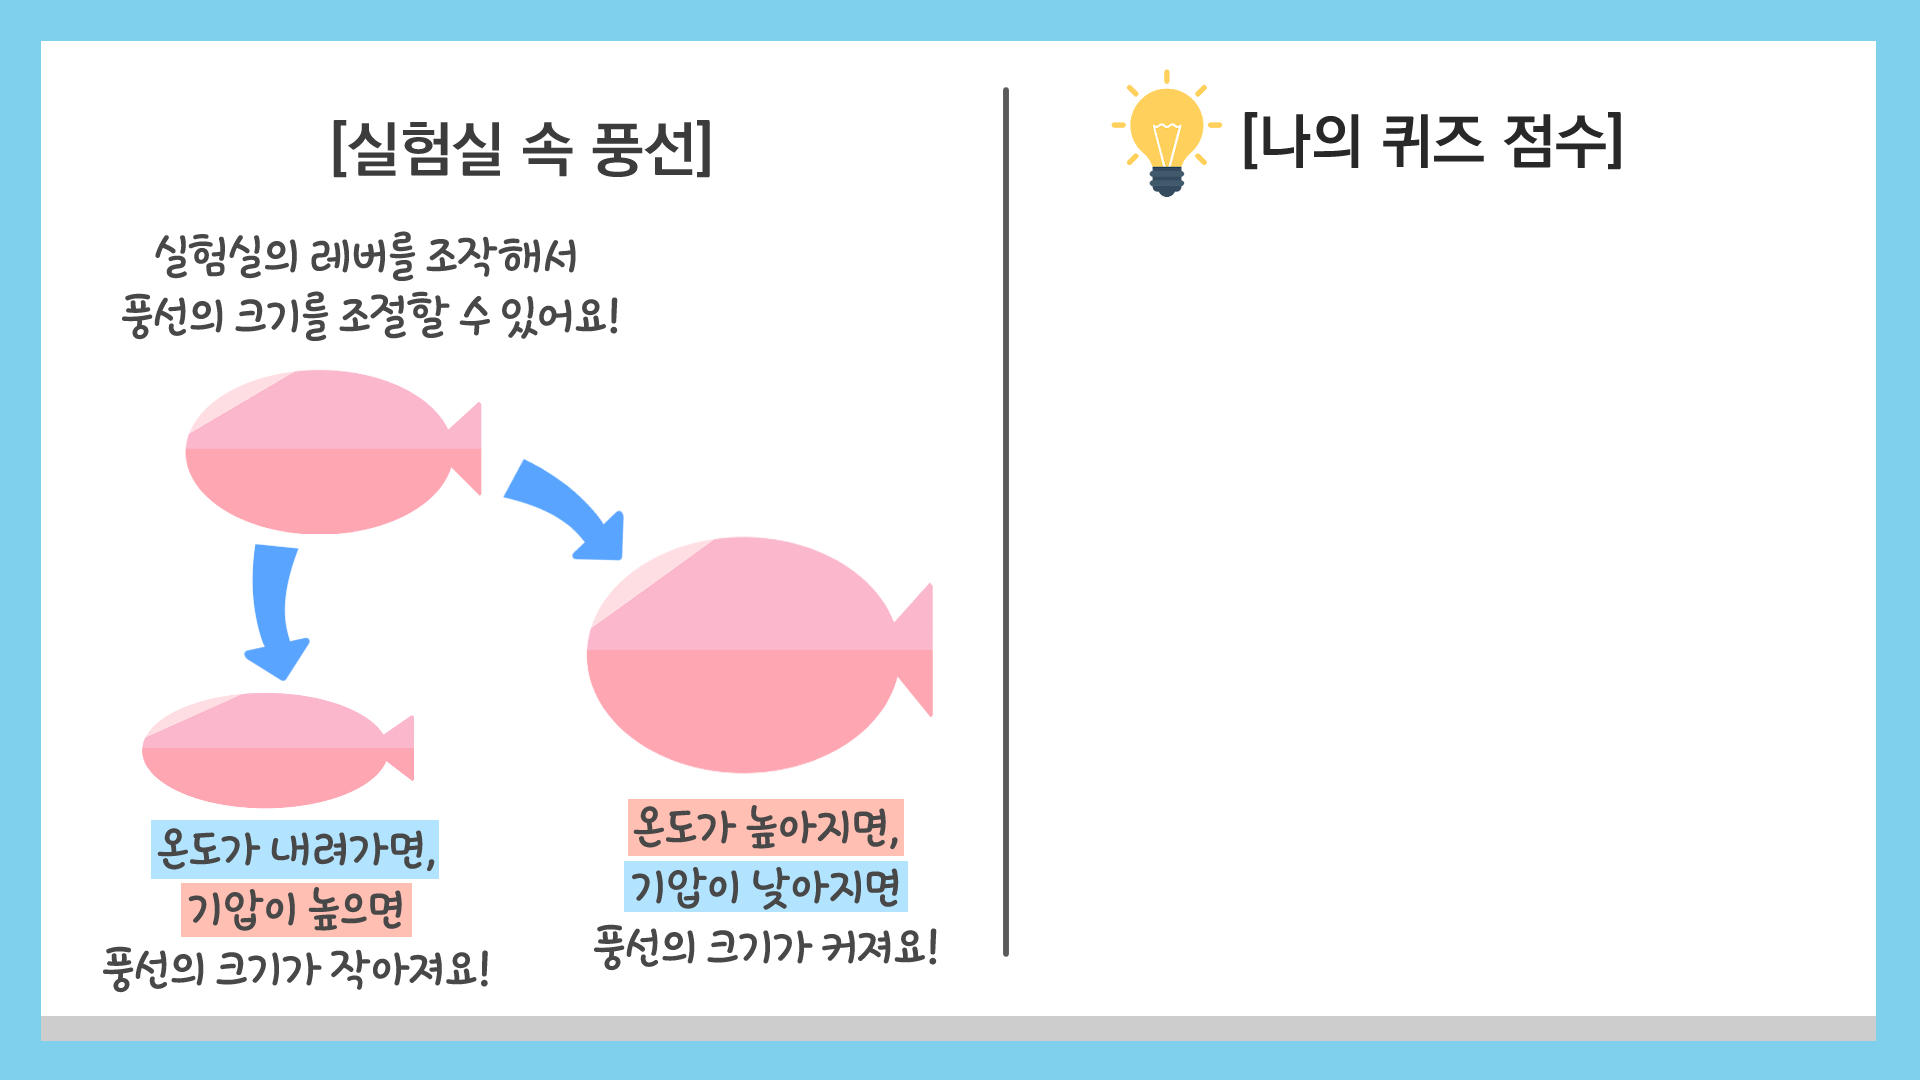 [실험실 속 풍선]
실험실의 레버를 조작해서
풍선의 크기를 조절할 수 있어요!
온도가 내려가면,
기압이 높으면
풍선의 크기가 작아져요!
온도가 높아지면,
기압이 낮아지면
풍선의 크기가 커져요!
[나의 퀴즈 점수]